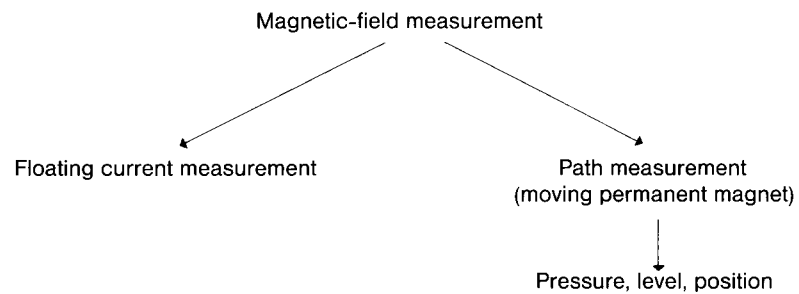 Magnetic-field measurement
Floating current measurement
Path measurement
(moving permanent magnet)
Pressure, level, position